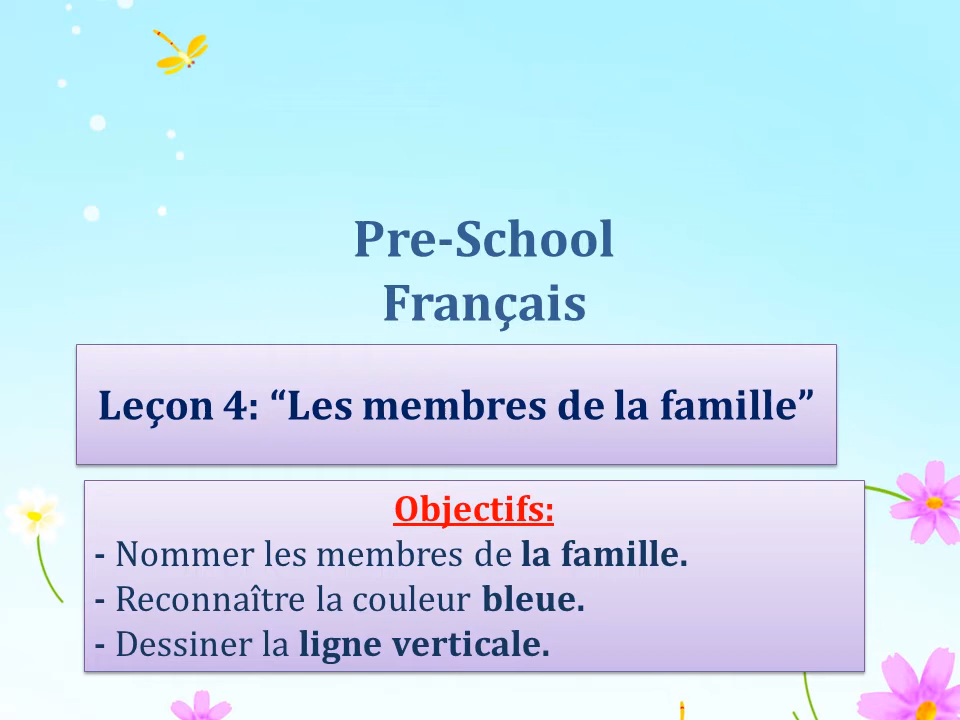 Pre-School
Français
Leçon 4: “Les membres de la famille”
Objectifs:
- Nommer les membres de la famille.
- Reconnaître la couleur bleue.
- Dessiner la ligne verticale.